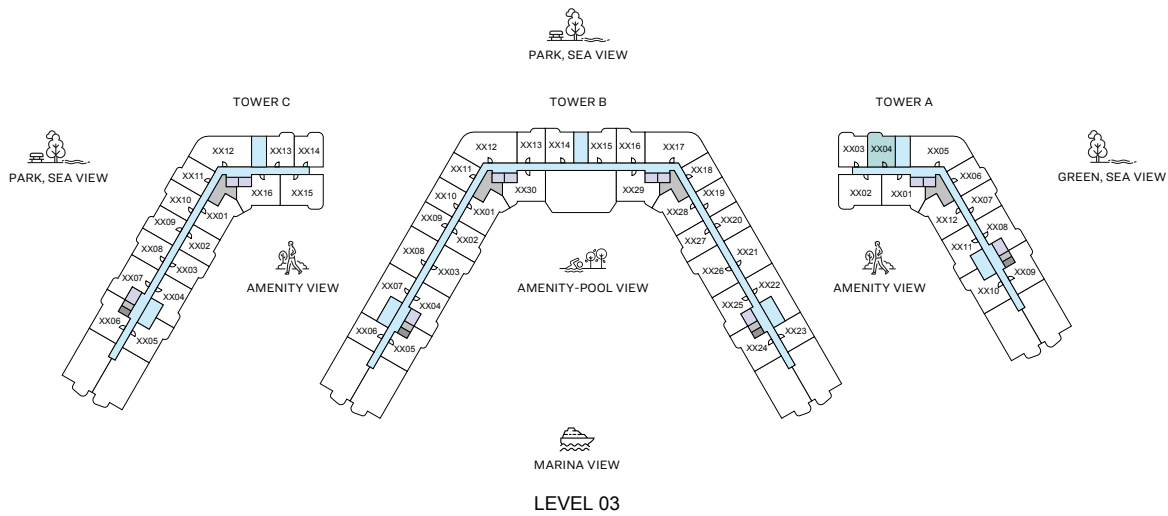 PARK, SEA VIEW
TOWER C
TOWER B
TOWER A
PARK, SEA VIEW
GREEN, SEA VIEW
XX12
XX13
XX14
XX11
XX10
XX09
XX08
XX07
XX06
XX01
XX16
XX15
XX02
XX03
XX04
XX05
XX12
XX13
XX14
XX15
XX16
XX17
XX11
XX10
XX09
XX08
XX07
XX06
XX30
XX01
XX02
XX03
XX04
XX05
XX29
XX28
XX27
XX26
XX25
XX24
XX18
XX19
XX20
XX21
XX22
XX23
XX03
XX04
XX05
XX02
XX01
XX06
XX07
XX08
XX09
XX12
XX11
XX10
AMENITY VIEW
AMENITY-POOL VIEW
AMENITY VIEW
MARINA VIEW
LEVEL 03